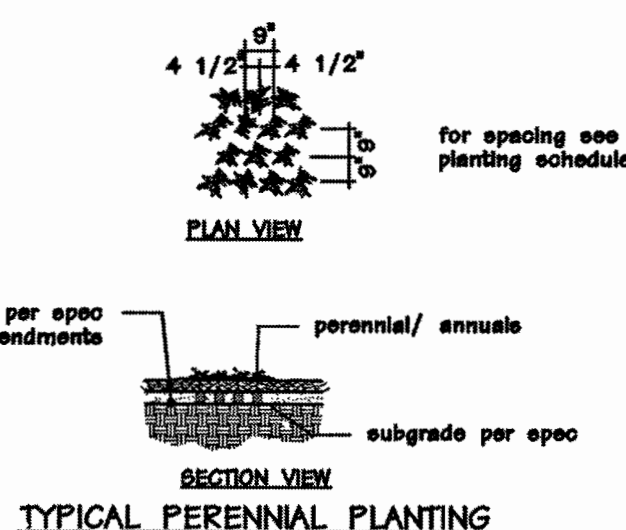 9"
4 1/2" 4 1/2"
9"
9"
for spacing see
planting schedule
PLAN VIEW
per spec
endments
perennial/ annuals
subgrade per spec
SECTION VIEW
TYPICAL PERENNIAL PLANTING